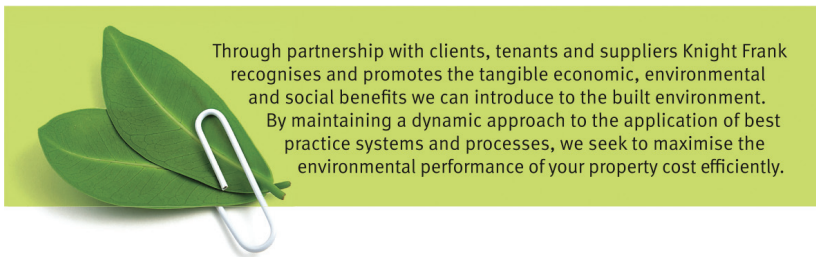 Through partnership with clients, tenants and suppliers Knight Frank
recognises and promotes the tangible economic, environmental
and social benefits we can introduce to the built environment.
By maintaining a dynamic approach to the application of best
practice systems and processes, we seek to maximise the
environmental performance of your property cost efficiently.